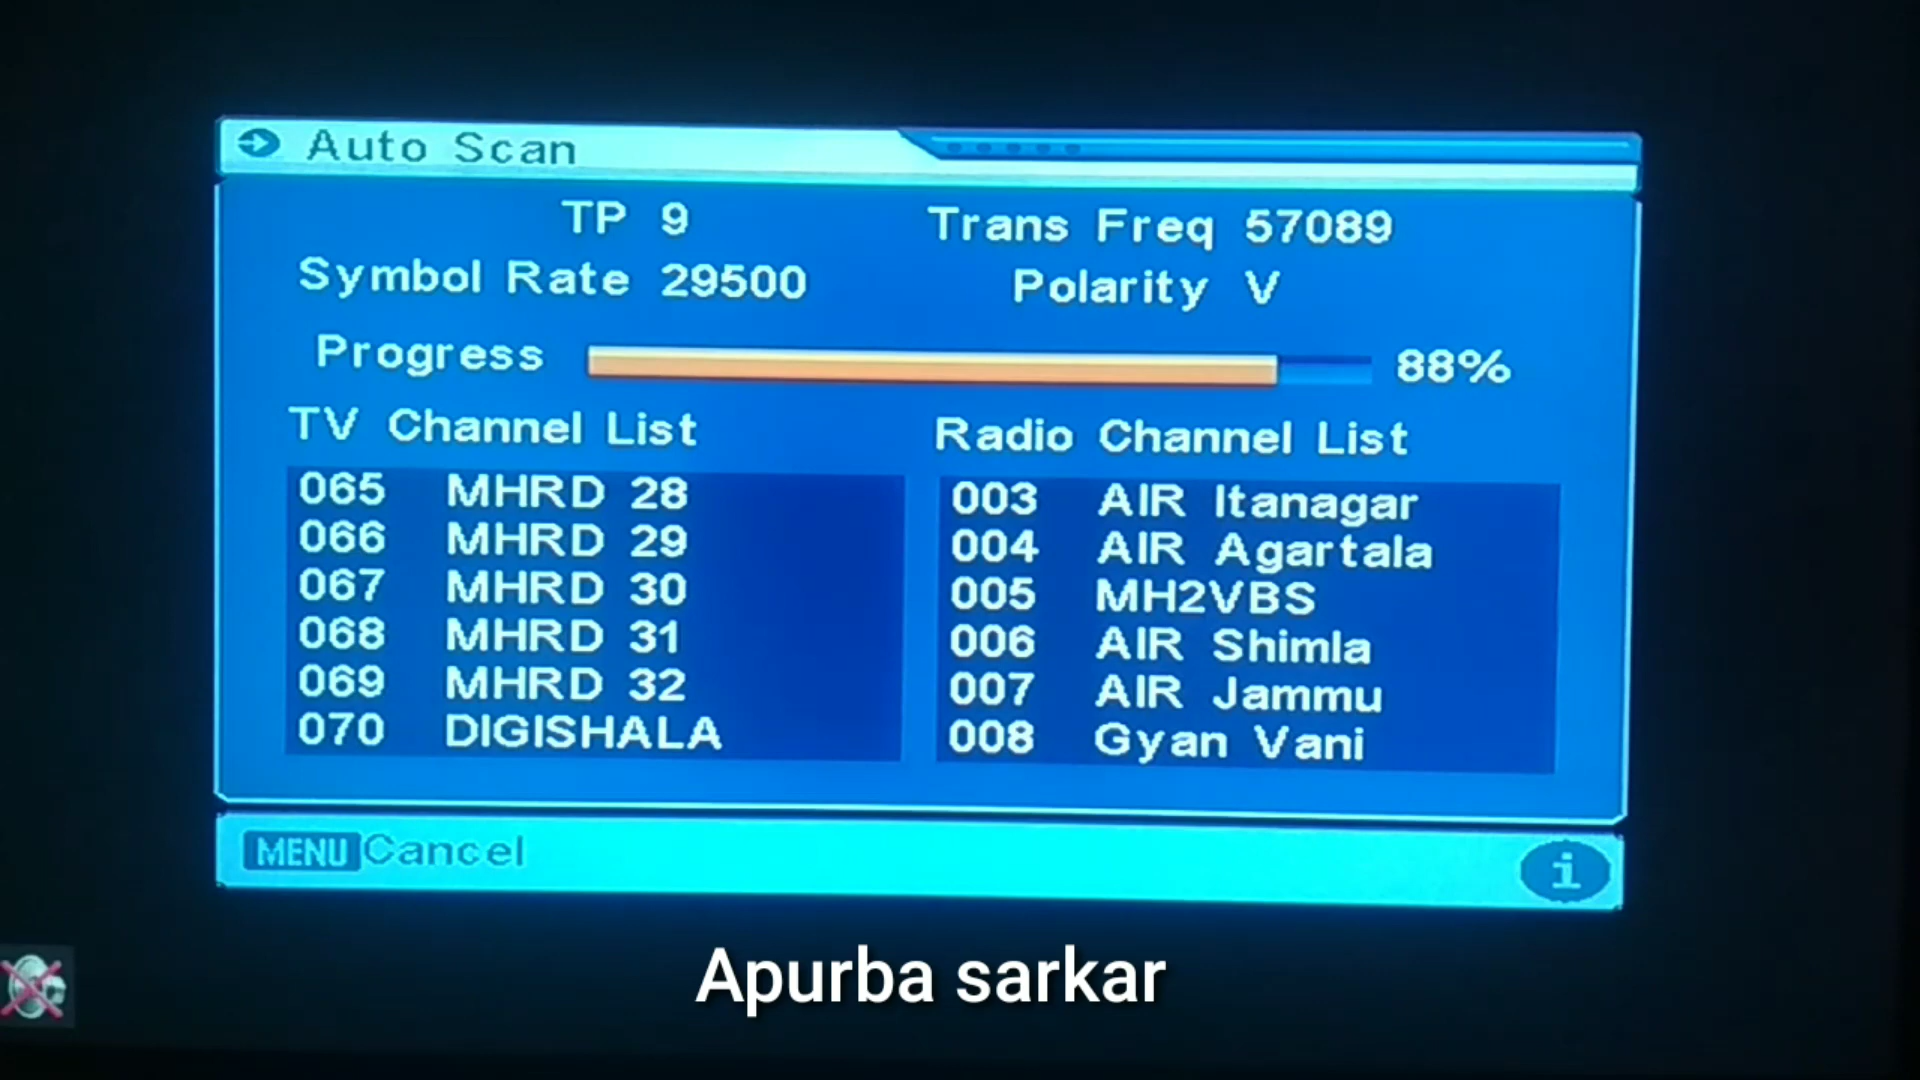 Auto Scan
TP 9 Trans Freq 57089
Symbol Rate 29500 Polarity V
Progress 88%
TV Channel List
065 MHRD 28
066 MHRD 29
067 MHRD 30
068 MHRD 31
069 MHRD 32
070 DIGISHALA
Radio Channel List
003 AIR Itanagar
004 AIR Agartala
005 MH2VBS
006 AIR Shimla
007 AIR Jammu
008 Gyan Vani
MENU Cancel
i
Apurba sarkar